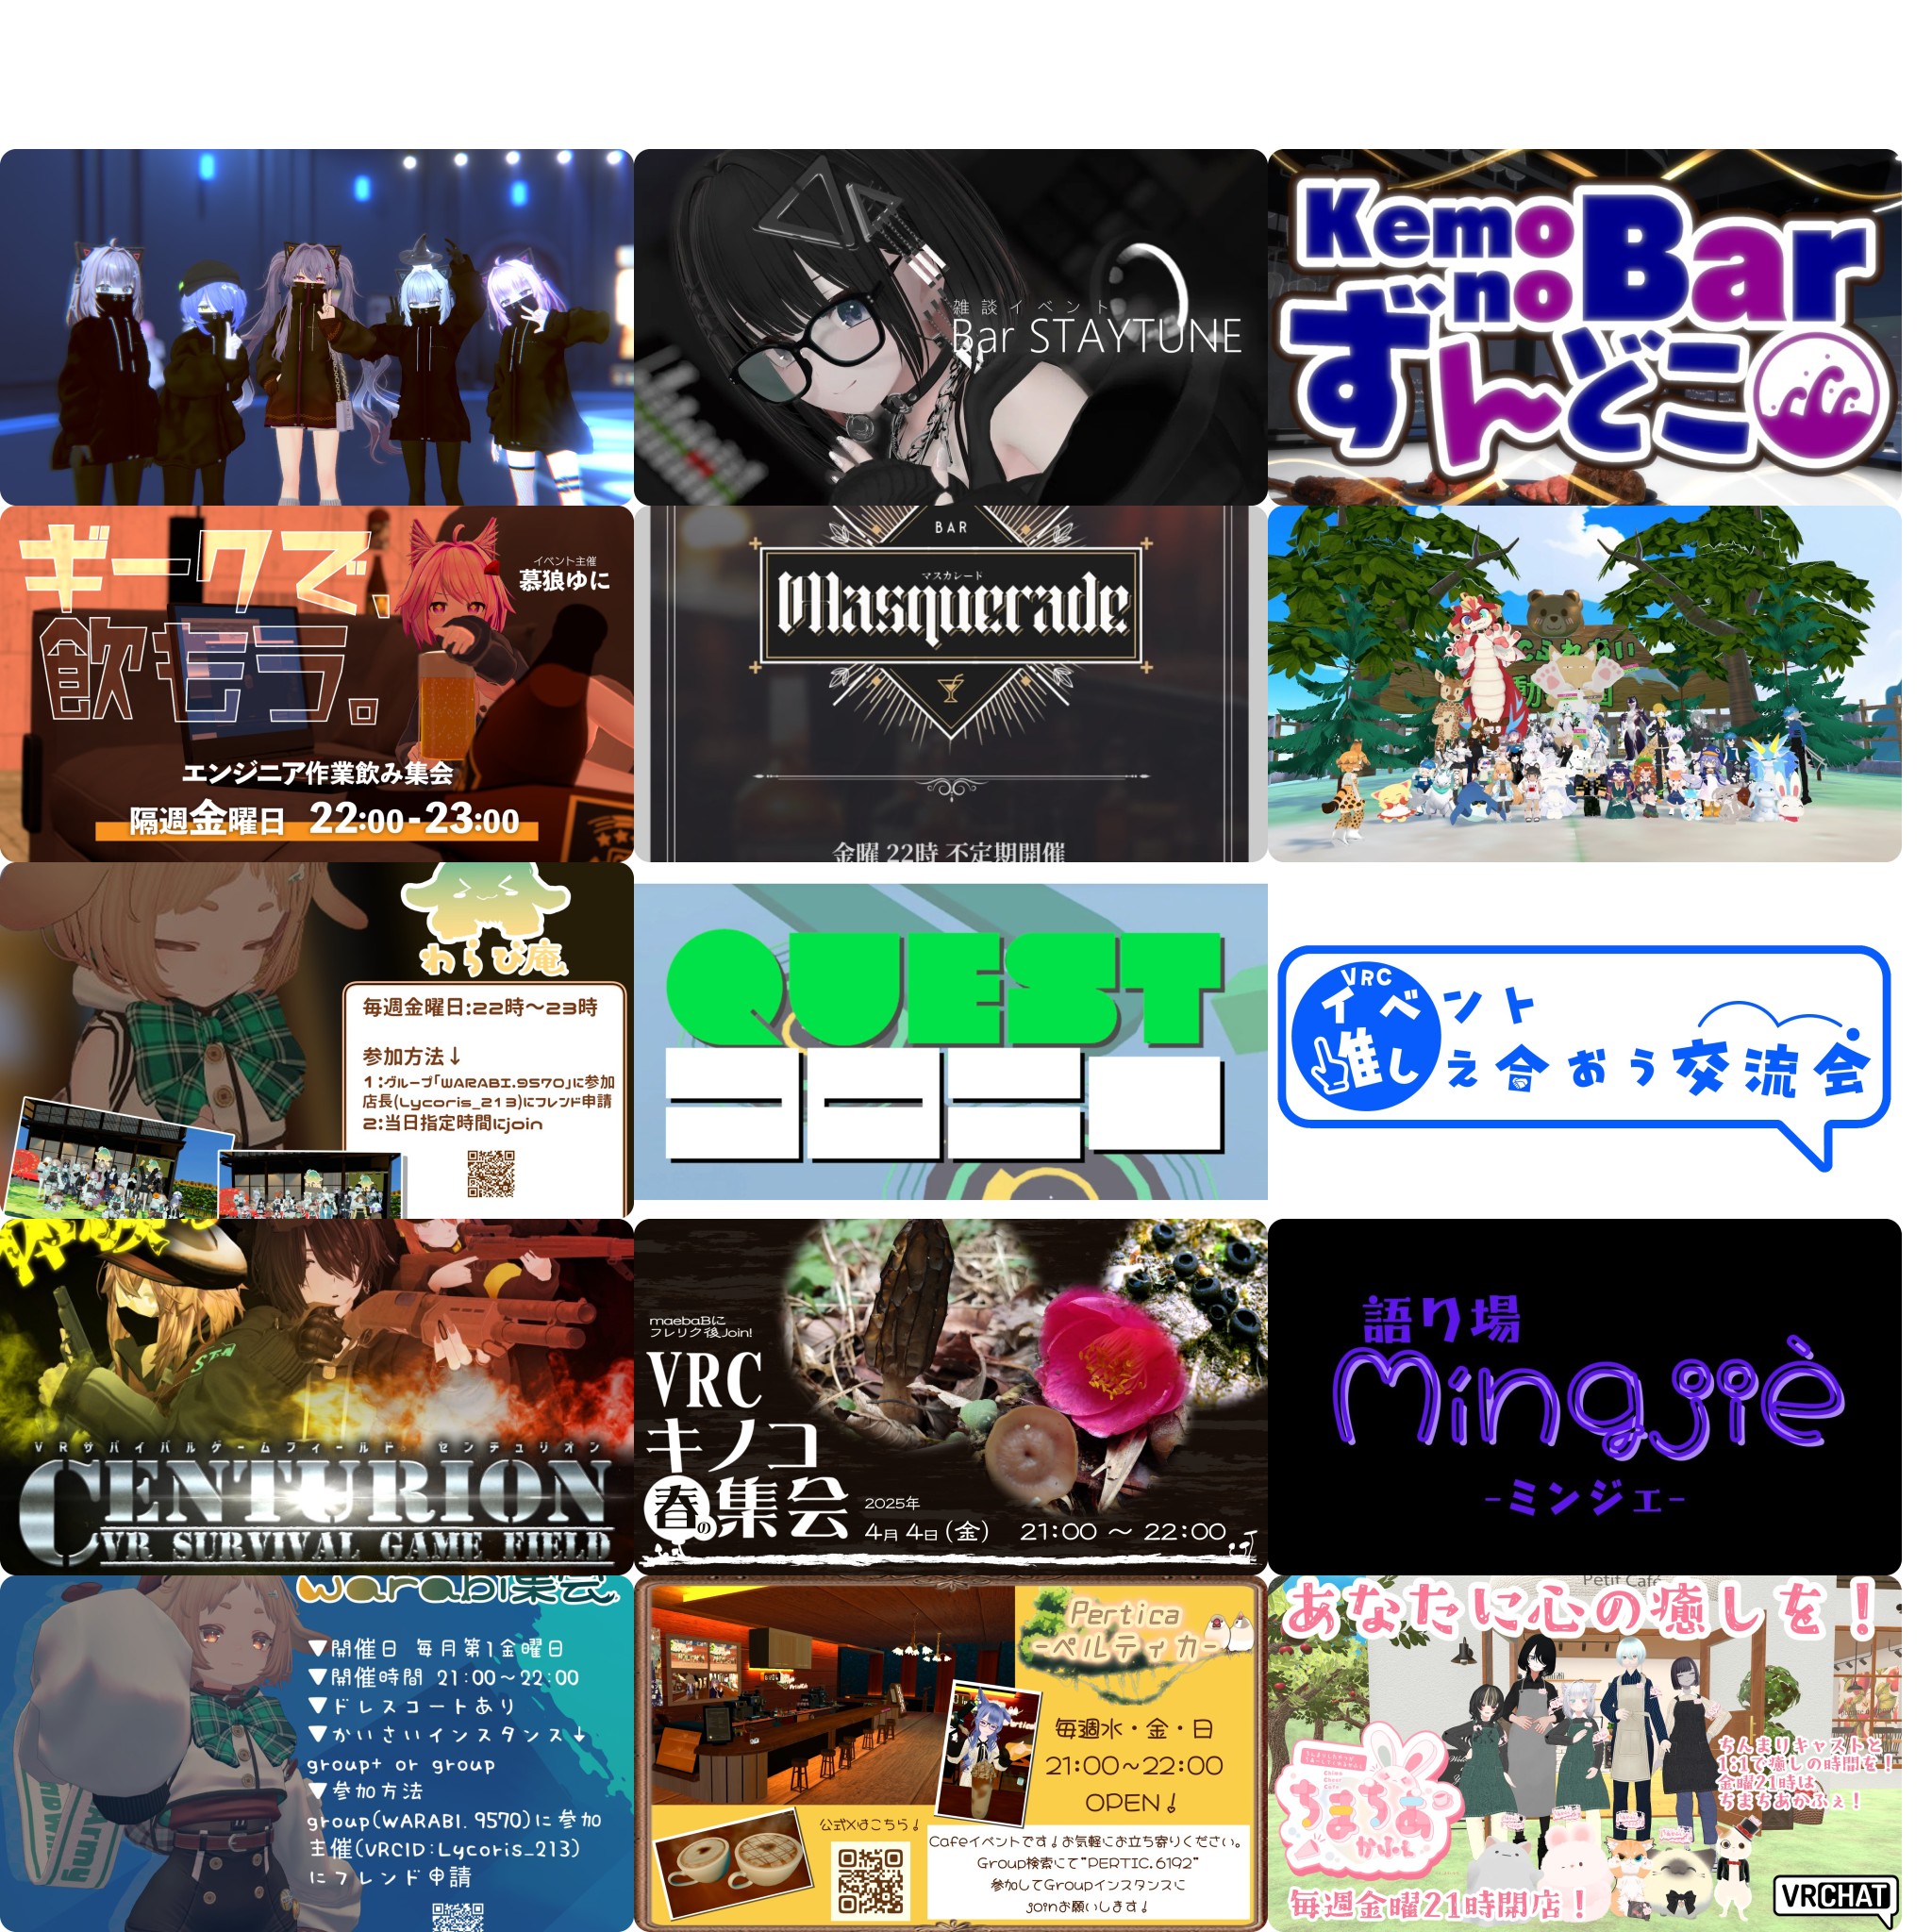 雑談イベント
Bar STAYTUNE
Kemo
no
Bar
ずんどこ
ギークで、
飲もう。
イベント主催
慕狼ゆに
エンジニア作業飲み集会
隔週金曜日 22:00-23:00
BAR
マスカレード
Masquerade
金曜 22時 不定期開催
わらび庵
毎週金曜日:22時~23時
参加方法↓
1:グループ「WARABI.9570」に参加
店長(Lycoris_213)にフレンド申請
2:当日指定時間にjoin
QUEST
VRC
イベント
推しえ合おう交流会
体験
VRサバイバルゲームフィールド センチュリオン
CENTURION
VR SURVIVAL GAME FIELD
maebaBに
フレリク後Join!
VRC
キノコ
春の集会
2025年
4月 4日 (金) 21:00 ~ 22:00
語り場
Mingjiè
-ミンジェ-
warabi集会
▼開催日 毎月第1金曜日
▼開催時間 21:00~22:00
▼ドレスコートあり
▼かいさいインスタンス↓
group+ or group
▼参加方法
group(WARABI. 9570)に参加
主催(VRCID:Lycoris_213)
にフレンド申請
Pertica
-ペルティカ-
毎週水・金・日
21:00~22:00
OPEN!
公式Xはこちら!
Cafeイベントです!お気軽にお立ち寄りください。
Group検索にて"PERTIC.6192"
参加してGroupインスタンスに
joinお願いします!
Petit Café
あなたに心の癒しを!
ちんまりキャストと
1:1で癒しの時間を!
金曜21時は、
ちまちあかふぇ!
ちまちあ
かふぇ
毎週金曜21時開店!
VRCHAT